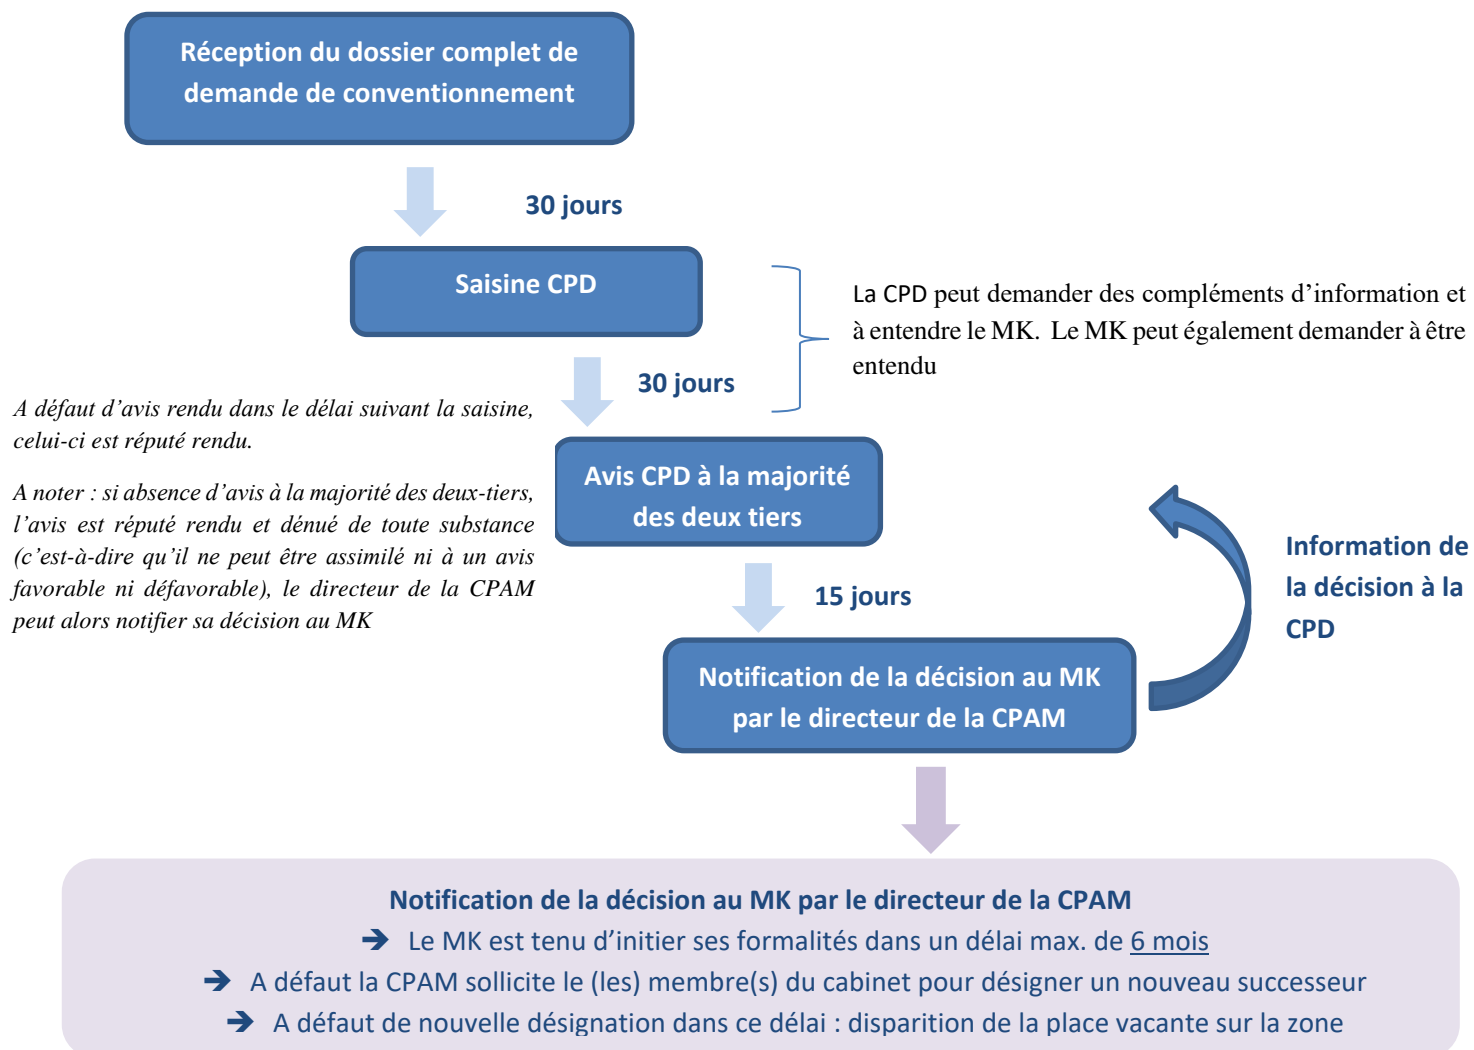 Réception du dossier complet de
demande de conventionnement
30 jours
Saisine CPD
La CPD peut demander des compléments d’information et
à entendre le MK. Le MK peut également demander à être
entendu
30 jours
A défaut d’avis rendu dans le délai suivant la saisine,
celui-ci est réputé rendu.
A noter : si absence d’avis à la majorité des deux-tiers,
l’avis est réputé rendu et dénué de toute substance
(c’est-à-dire qu’il ne peut être assimilé ni à un avis
favorable ni défavorable), le directeur de la CPAM
peut alors notifier sa décision au MK
Avis CPD à la majorité
des deux tiers
15 jours
Information de
la décision à la
CPD
Notification de la décision au MK
par le directeur de la CPAM
Notification de la décision au MK par le directeur de la CPAM
➔ Le MK est tenu d’initier ses formalités dans un délai max. de 6 mois
➔ A défaut la CPAM sollicite le (les) membre(s) du cabinet pour désigner un nouveau successeur
➔ A défaut de nouvelle désignation dans ce délai : disparition de la place vacante sur la zone